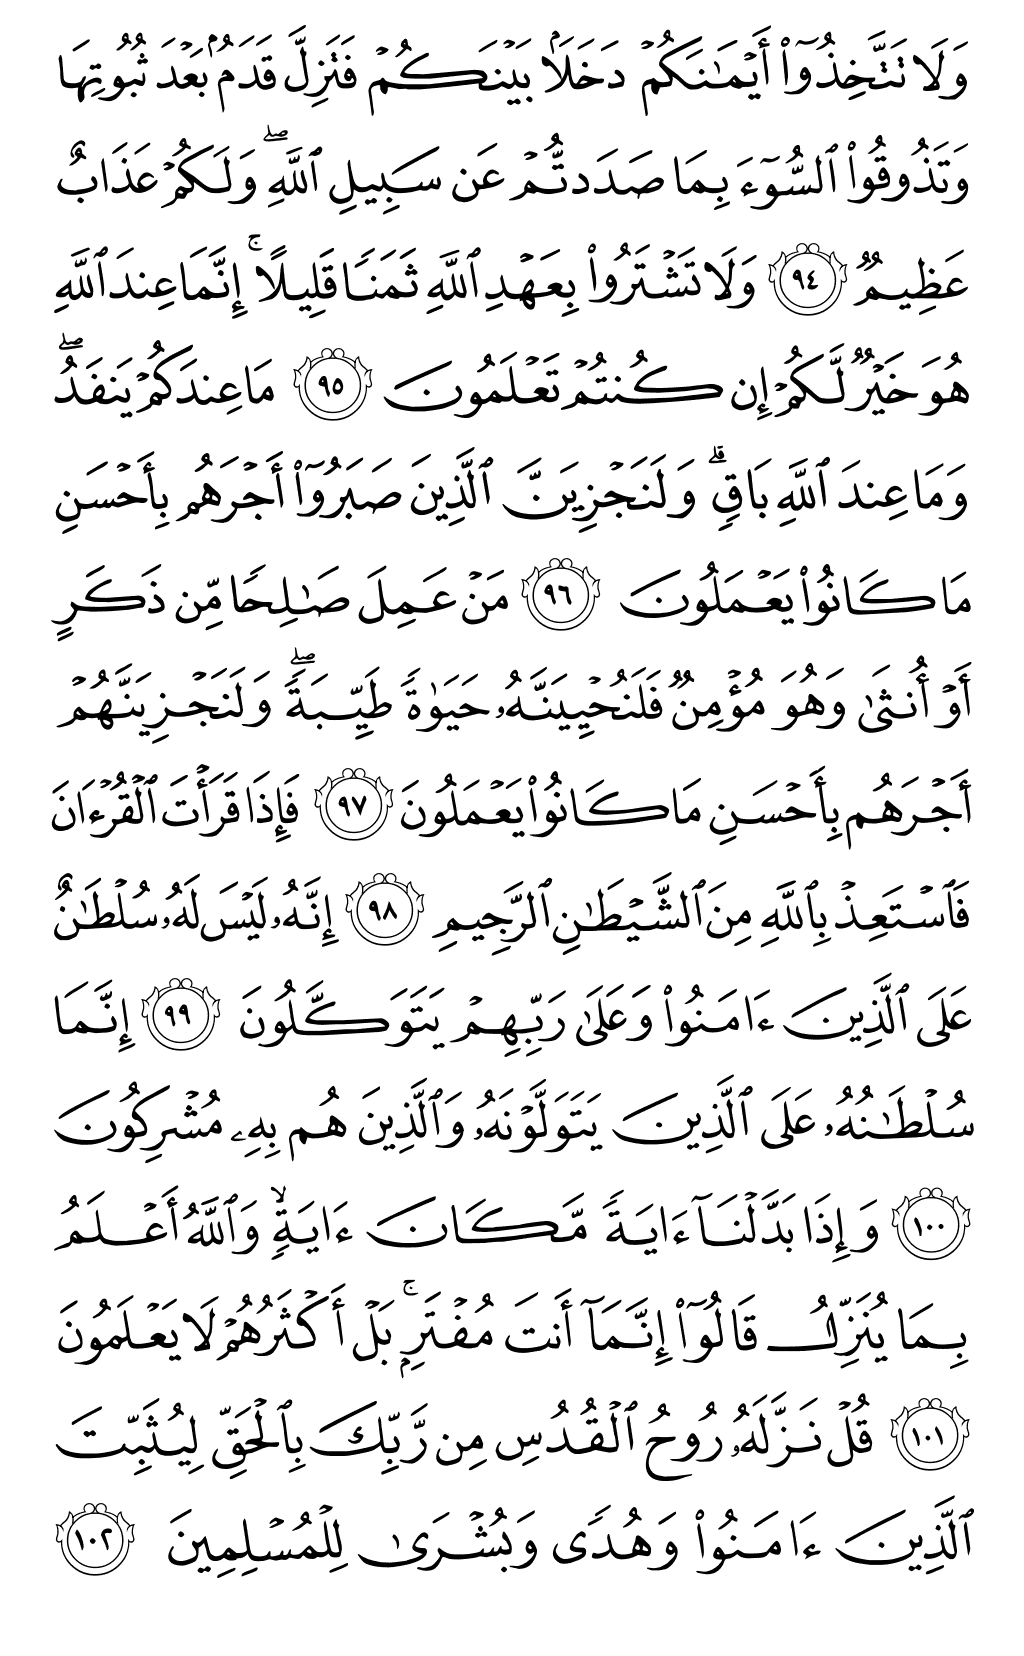 وَلَا تَتَّخِذُوٓا۟ أَيْمَـٰنَكُمْ دَخَلًۢا بَيْنَكُمْ فَتَزِلَّ قَدَمٌۢ بَعْدَ ثُبُوتِهَا
وَتَذُوقُوا۟ ٱلسُّوٓءَ بِمَا صَدَدتُّمْ عَن سَبِيلِ ٱللَّهِ ۖ وَلَكُمْ عَذَابٌ
عَظِيمٌ ٩٤ وَلَا تَشْتَرُوا۟ بِعَهْدِ ٱللَّهِ ثَمَنًا قَلِيلًا ۚ إِنَّمَا عِندَ ٱللَّهِ
هُوَ خَيْرٌ لَّكُمْ إِن كُنتُمْ تَعْلَمُونَ ٩٥ مَا عِندَكُمْ يَنفَدُ ۖ
وَمَا عِندَ ٱللَّهِ بَاقٍ ۗ وَلَنَجْزِيَنَّ ٱلَّذِينَ صَبَرُوٓا۟ أَجْرَهُم بِأَحْسَنِ
مَا كَانُوا۟ يَعْمَلُونَ ٩٦ مَنْ عَمِلَ صَـٰلِحًا مِّن ذَكَرٍ
أَوْ أُنثَىٰ وَهُوَ مُؤْمِنٌ فَلَنُحْيِيَنَّهُۥ حَيَوٰةً طَيِّبَةً ۖ وَلَنَجْزِيَنَّهُمْ
أَجْرَهُم بِأَحْسَنِ مَا كَانُوا۟ يَعْمَلُونَ ٩٧ فَإِذَا قَرَأْتَ ٱلْقُرْءَانَ
فَٱسْتَعِذْ بِٱللَّهِ مِنَ ٱلشَّيْطَـٰنِ ٱلرَّجِيمِ ٩٨ إِنَّهُۥ لَيْسَ لَهُۥ سُلْطَـٰنٌ
عَلَى ٱلَّذِينَ ءَامَنُوا۟ وَعَلَىٰ رَبِّهِمْ يَتَوَكَّلُونَ ٩٩ إِنَّمَا
سُلْطَـٰنُهُۥ عَلَى ٱلَّذِينَ يَتَوَلَّوْنَهُۥ وَٱلَّذِينَ هُم بِهِۦ مُشْرِكُونَ
١٠٠ وَإِذَا بَدَّلْنَآ ءَايَةً مَّكَانَ ءَايَةٍ ۙ وَٱللَّهُ أَعْلَمُ
بِمَا يُنَزِّلُ قَالُوٓا۟ إِنَّمَآ أَنتَ مُفْتَرٍۭ ۚ بَلْ أَكْثَرُهُمْ لَا يَعْلَمُونَ
١٠١ قُلْ نَزَّلَهُۥ رُوحُ ٱلْقُدُسِ مِن رَّبِّكَ بِٱلْحَقِّ لِيُثَبِّتَ
ٱلَّذِينَ ءَامَنُوا۟ وَهُدًى وَبُشْرَىٰ لِلْمُسْلِمِينَ ١٠٢